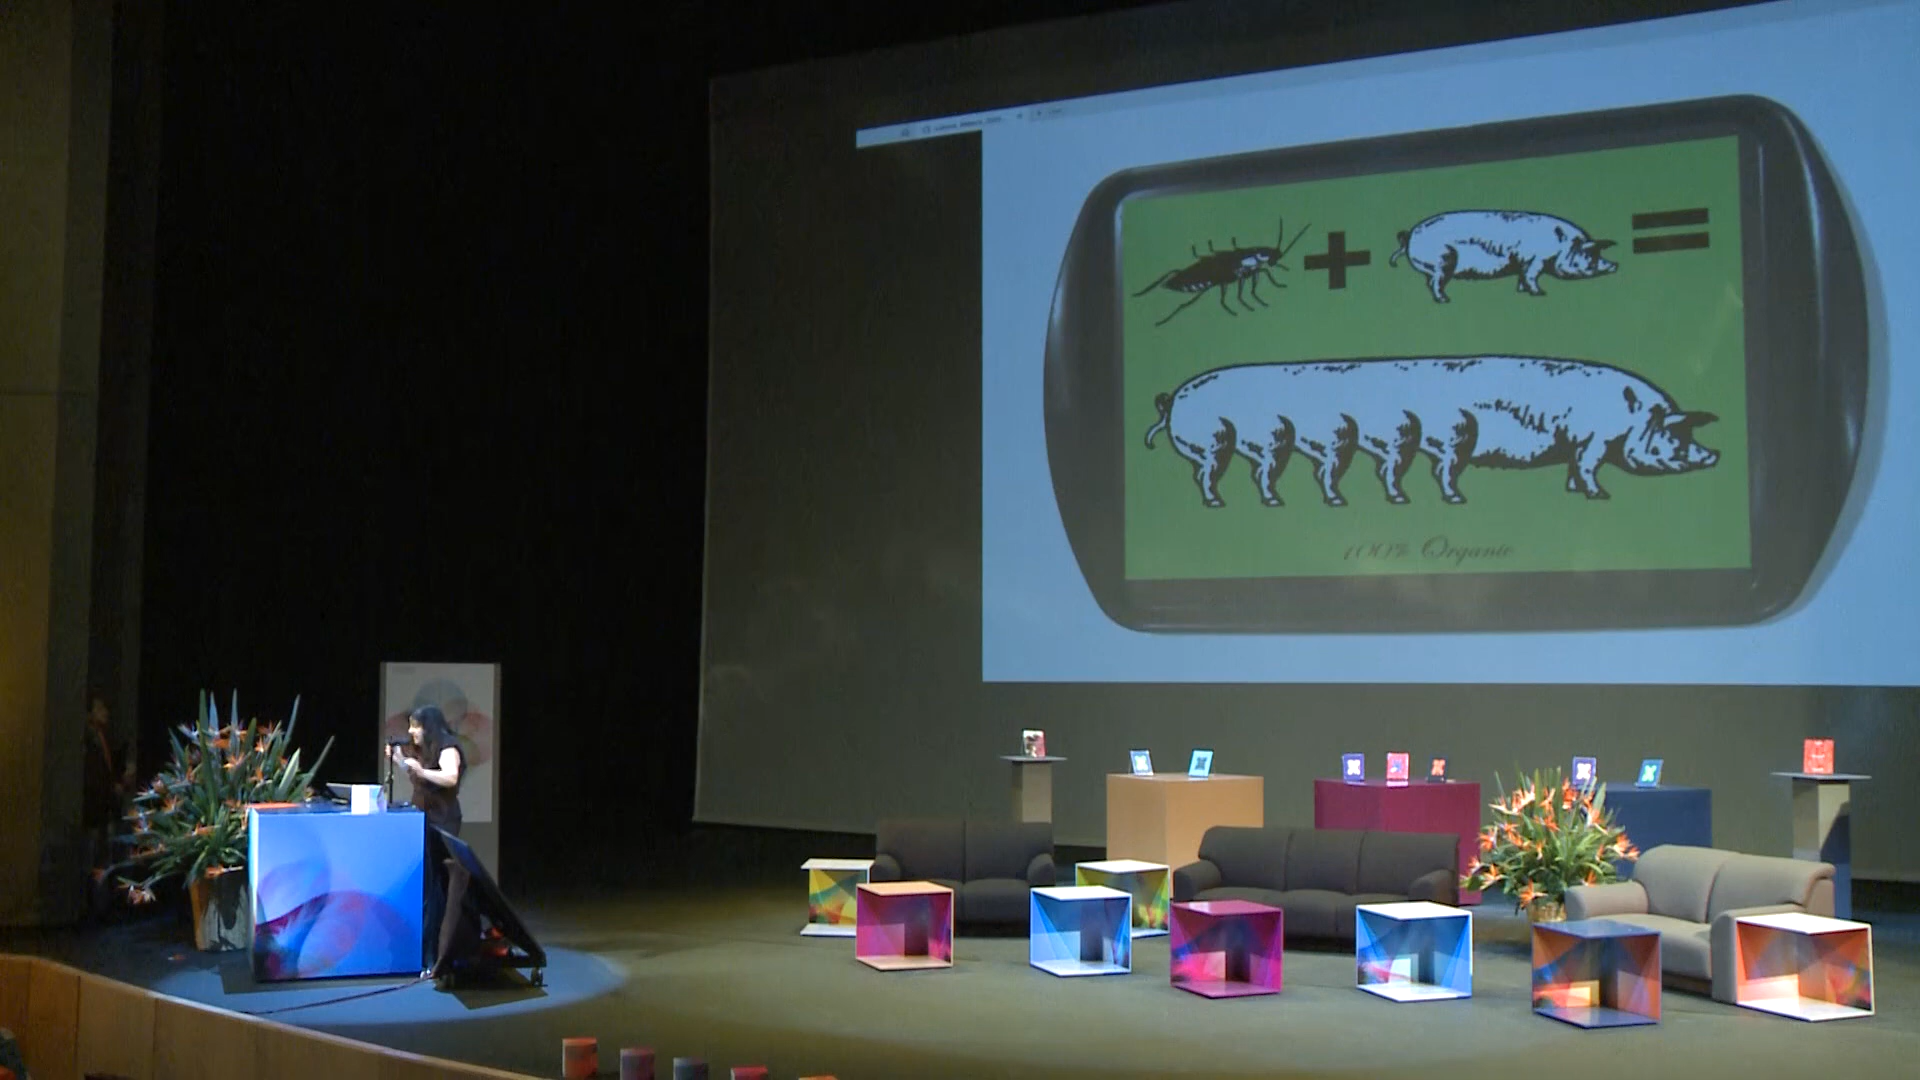 + =
100% Organic